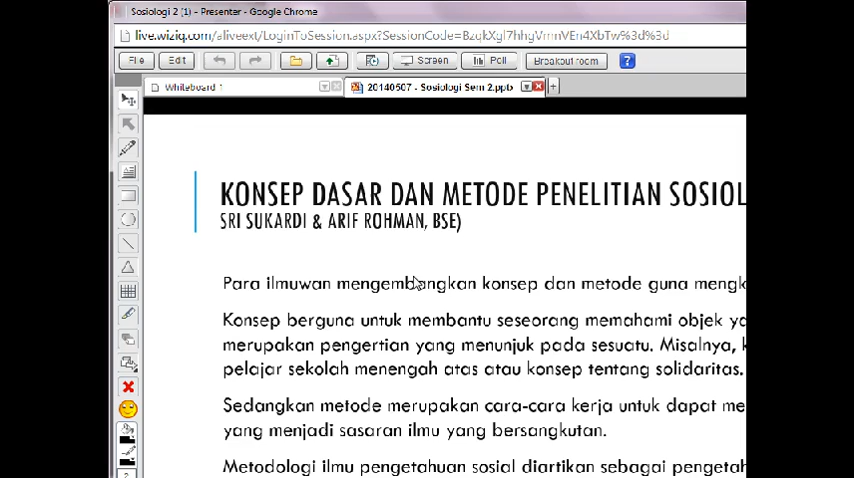 Sosiologi 2 (1) - Presenter - Google Chrome
live.wiziq.com/aliveext/LoginToSession.aspx?SessionCode=BzqkXgl7hhgVmnVEn4XbTw%3d%3d
File Edit Screen Poll Breakout room ?
Whiteboard 1 20140507 - Sosiologi Sem 2.pptx +
KONSEP DASAR DAN METODE PENELITIAN SOSIOL
SRI SUKARDI & ARIF ROHMAN, BSE)
Para ilmuwan mengembangkan konsep dan metode guna mengk
Konsep berguna untuk membantu seseorang memahami objek ya
merupakan pengertian yang menunjuk pada sesuatu. Misalnya, k
pelajar sekolah menengah atas atau konsep tentang solidaritas.
Sedangkan metode merupakan cara-cara kerja untuk dapat me
yang menjadi sasaran ilmu yang bersangkutan.
Metodologi ilmu pengetahuan sosial diartikan sebagai pengetah